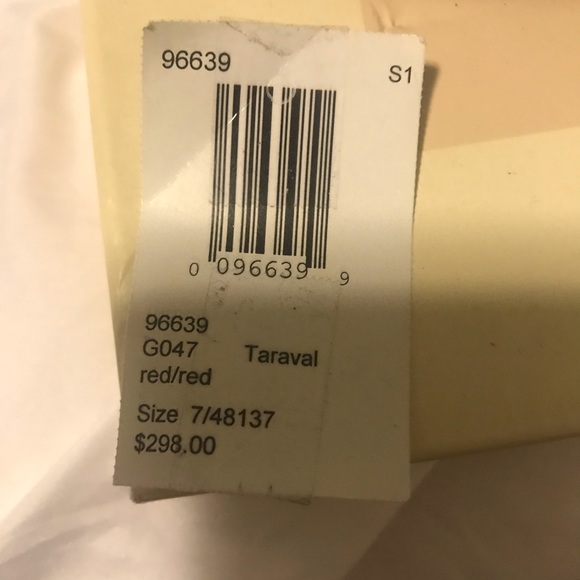 96639
S1
0 096639 9
96639
G047 Taraval
red/red
Size 7/48137
$298.00